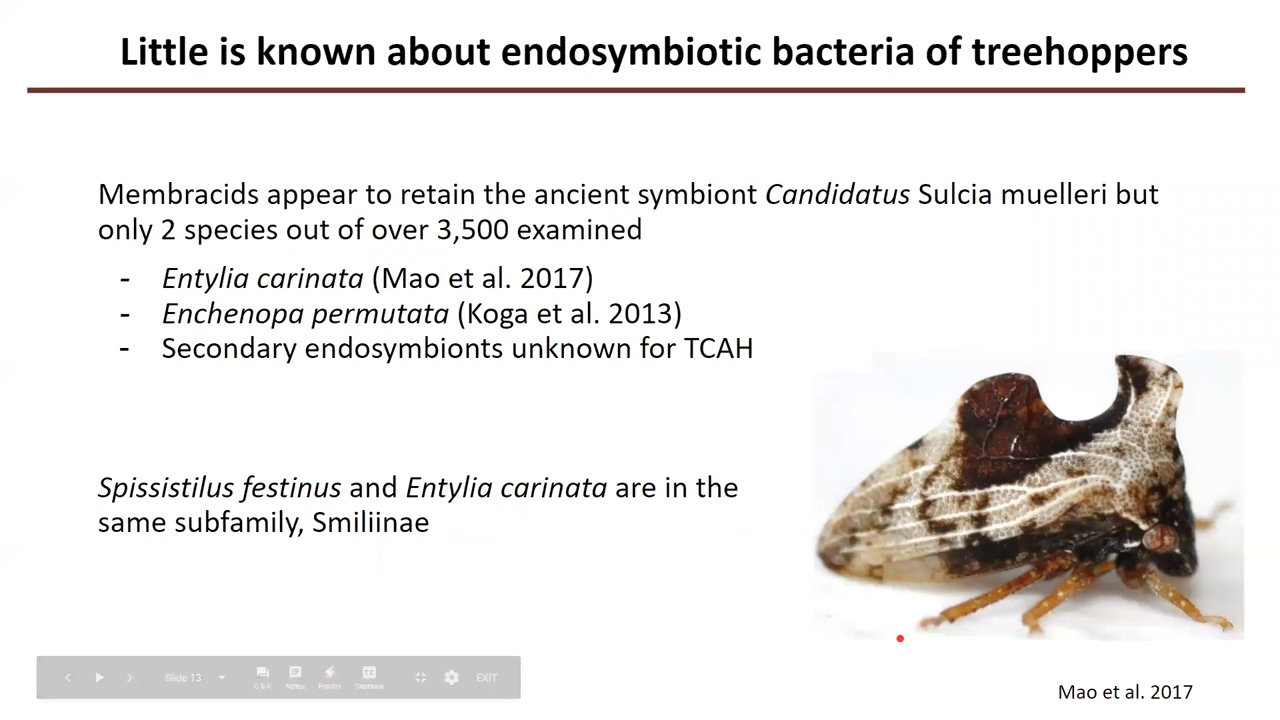 Little is known about endosymbiotic bacteria of treehoppers
Membracids appear to retain the ancient symbiont Candidatus Sulcia muelleri but
only 2 species out of over 3,500 examined
- Entylia carinata (Mao et al. 2017)
- Enchenopa permutata (Koga et al. 2013)
- Secondary endosymbionts unknown for TCAH
Spissistilus festinus and Entylia carinata are in the
same subfamily, Smiliinae
Slide 13
Q & A
Notes
Pointer
Captions
EXIT
Mao et al. 2017